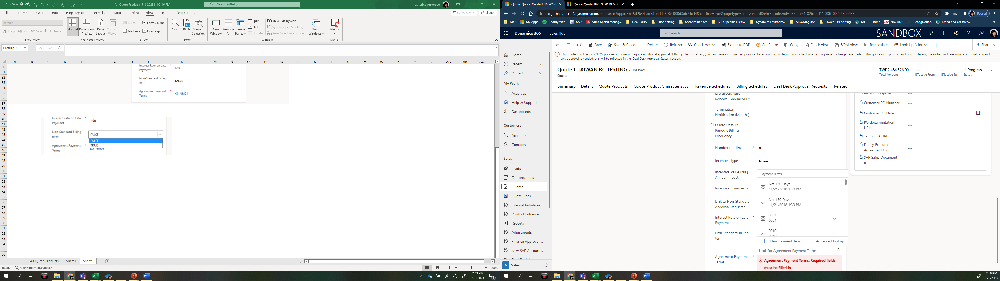 AutoSave Off All Quote Products 5-8-2023 3-06-46 PM Search (Alt+Q) Katherine Amoroso
File Home Insert Draw Page Layout Formulas Data Review View Help Picture Format Comments Share
Default
Keep Exit New Options
Sheet View
Normal Page Break Preview Page Layout Custom Views
Workbook Views
Ruler Formula Bar
Gridlines Headings
Show
Zoom 100% Zoom to Selection
Zoom
New Window Arrange All Freeze Panes
Split View Side by Side
Hide Synchronous Scrolling
Unhide Reset Window Position
Switch Windows
Window
Macros
Macros
Picture 2 fx
A B C D E F G H I J K L M N O P Q R S T U V W X Y Z AA AB AC
30
31
32
33
34
35
36
37
38
39
40
41
42
43
44
45
46
47
48
49
50
51
52
53
54
55
56
57
58
59
60
61
62
63
64
65
66
Interest Rate on Late Payment * 1.50
Non-Standard Billing term FALSE
Agreement Payment Terms * NM01
Interest Rate on Late Payment * 1.50
Non-Standard Billing term FALSE
FALSE
TRUE
Agreement Payment Terms * NM01
All Quote Products Sheet1 Sheet2
Ready Accessibility: Investigate 100%
2:59 PM
5/9/2023
Quote: Quote: Quote 1_TAIWAN Quote: Quote: BASES DD DEMO
niqglobaluat.crm4.dynamics.com/main.aspx?appid=b15d2644-ad53-ec11-8f8e-000d3ab74cd4&cmdbar=true&pagetype=entityrecord&etn=quote&id=b849de41-82bf-ed11-83ff-0022489b438c Paused
NIQ My Apps Spotify Web SAP Ariba Spend Manag... Q2C - JIRA Price Setting SharePoint Sites CPQ Specific Files/... Dynamics Environm... ABO/Maguire PowerBI Reporting MEET - Home NIQ ADP RecogNation Brand and Creative...
Dynamics 365 Sales Hub Search SANDBOX
Save Save & Close Delete Refresh Check Access Export to PDF Configure Copy Quick View BOM View Recalculate Look Up Address Share
This quote is in line with NIQ's policies and doesn't require additional approval. If this quote is finalized, you can share a commercial proposal based on this quote with your client when appropriate. If changes are made to this quote or its product and pricing details, the system will re-evaluate automatically and if
any approval is needed, this will be reflected in the 'Deal Desk Approval Status' section.
Quote 1_TAIWAN RC TESTING - Unsaved
Quote
TWD2,484,526.00 --- --- In Progress
Total Amount Effective From Effective To Status
Summary Details Quote Products Quote Product Characteristics Revenue Schedules Billing Schedules Deal Desk Approval Requests Related
Home
Recent
Pinned
My Work
Activities
Help & Support
Dashboards
Customers
Accounts
Contacts
Sales
Leads
Opportunities
Quotes
Quote Lines
Internal Initiatives
Product Enhance...
Reports
Adjustments
Finance Approval ...
New SAP Account...
Deal Desk Approv...
S Sales
Evergreen/Auto
Renewal Annual API % ---
Termination
Notification (Months) ---
Quote Default
Periodic Billing
Frequency ---
Number of FTEs * 0
Incentive Type None
Incentive Value (NIQ
Annual Impact)
Incentive Comments
Link to Non-Standard
Approval Requests
Interest Rate on Late *
Payment
Non-Standard Billing
term
Agreement Payment *
Terms
Payment Terms
Net 130 Days
11/21/2018 1:40 PM
Net 130 Days
11/21/2018 1:39 PM
0001
0001
0010
0010
New Payment Term Advanced lookup
Look for Agreement Payment Terms
Agreement Payment Terms: Required fields
must be filled in.
Invoice Recipient ---
Customer PO Number ---
Customer PO Date ---
PO documentation
URL: ---
Temp EOA URL: ---
Finally Executed
Agreement URL: ---
SAP Sales Document
ID ---
2:59 PM
5/9/2023